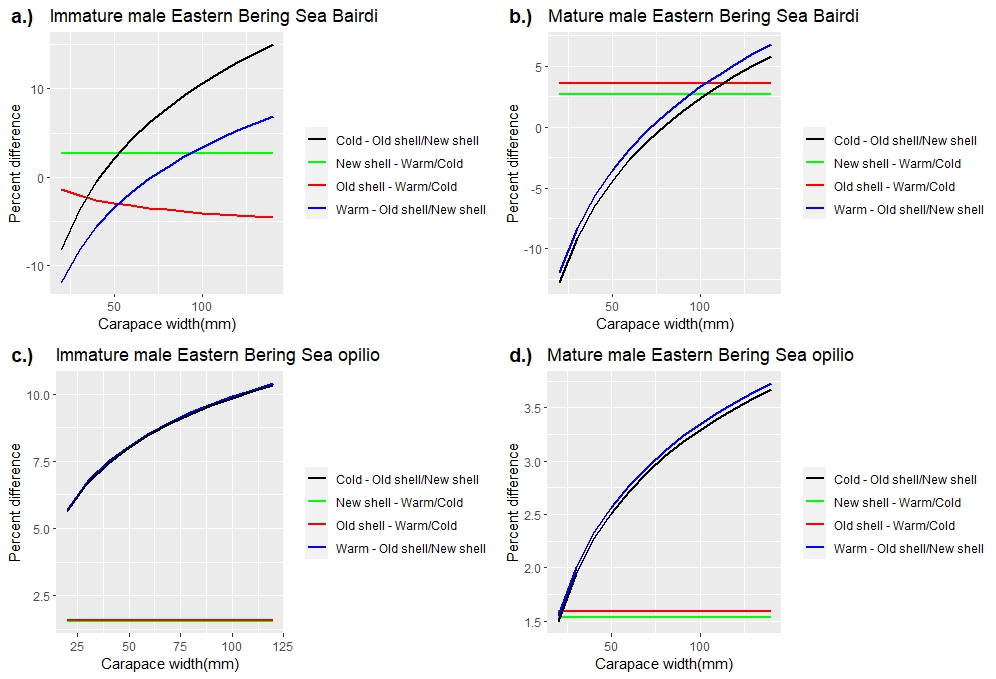 a.) Immature male Eastern Bering Sea Bairdi
Percent difference
10
0
-10
50 100
Carapace width(mm)
Cold - Old shell/New shell
New shell - Warm/Cold
Old shell - Warm/Cold
Warm - Old shell/New shell
b.) Mature male Eastern Bering Sea Bairdi
Percent difference
5
0
-5
-10
50 100
Carapace width(mm)
Cold - Old shell/New shell
New shell - Warm/Cold
Old shell - Warm/Cold
Warm - Old shell/New shell
c.) Immature male Eastern Bering Sea opilio
Percent difference
10.0
7.5
5.0
2.5
25 50 75 100 125
Carapace width(mm)
Cold - Old shell/New shell
New shell - Warm/Cold
Old shell - Warm/Cold
Warm - Old shell/New shell
d.) Mature male Eastern Bering Sea opilio
Percent difference
3.5
3.0
2.5
2.0
1.5
50 100
Carapace width(mm)
Cold - Old shell/New shell
New shell - Warm/Cold
Old shell - Warm/Cold
Warm - Old shell/New shell